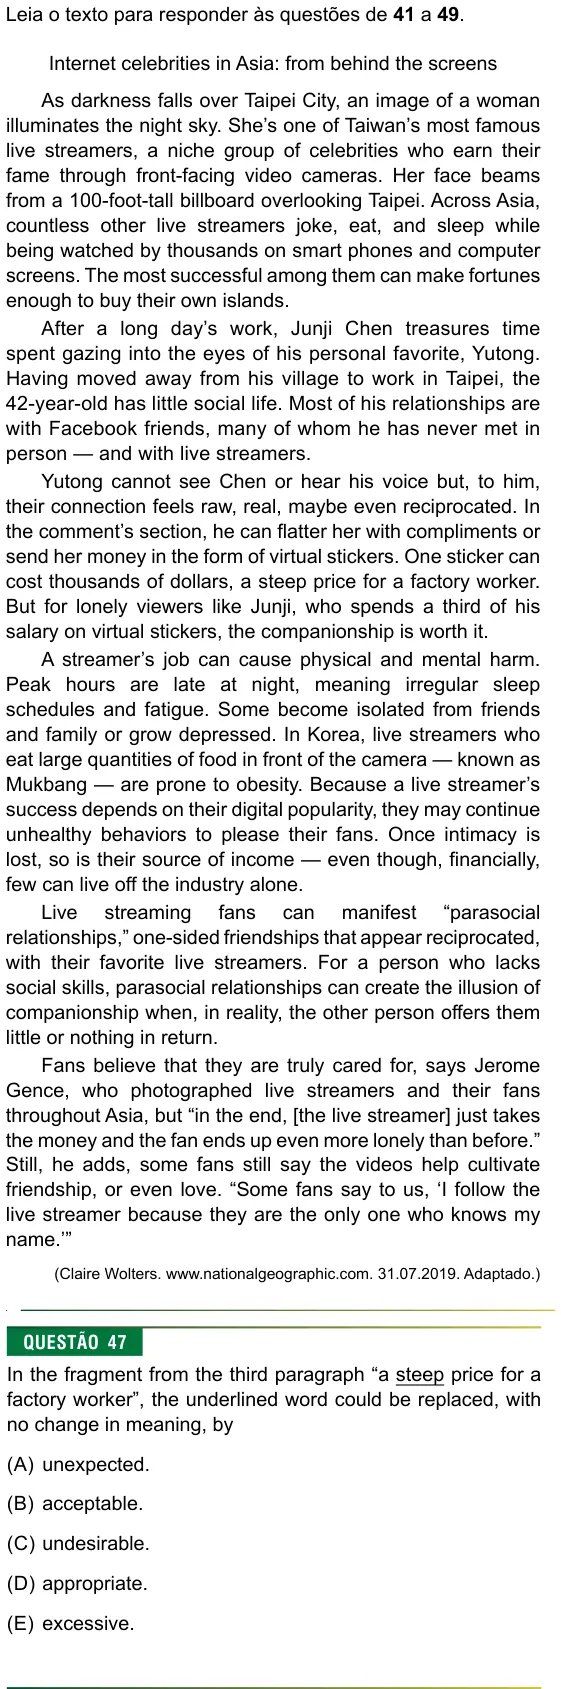 Leia o texto para responder às questões de 41 a 49.
Internet celebrities in Asia: from behind the screens
As darkness falls over Taipei City, an image of a woman
illuminates the night sky. She's one of Taiwan's most famous
live streamers, a niche group of celebrities who earn their
fame through front-facing video cameras. Her face beams
from a 100-foot-tall billboard overlooking Taipei. Across Asia,
countless other live streamers joke, eat, and sleep while
being watched by thousands on smart phones and computer
screens. The most successful among them can make fortunes
enough to buy their own islands.
After a long day's work, Junji Chen treasures time
spent gazing into the eyes of his personal favorite, Yutong.
Having moved away from his village to work in Taipei, the
42-year-old has little social life. Most of his relationships are
with Facebook friends, many of whom he has never met in
person — and with live streamers.
Yutong cannot see Chen or hear his voice but, to him,
their connection feels raw, real, maybe even reciprocated. In
the comment's section, he can flatter her with compliments or
send her money in the form of virtual stickers. One sticker can
cost thousands of dollars, a steep price for a factory worker.
But for lonely viewers like Junji, who spends a third of his
salary on virtual stickers, the companionship is worth it.
A streamer's job can cause physical and mental harm.
Peak hours are late at night, meaning irregular sleep
schedules and fatigue. Some become isolated from friends
and family or grow depressed. In Korea, live streamers who
eat large quantities of food in front of the camera — known as
Mukbang — are prone to obesity. Because a live streamer's
success depends on their digital popularity, they may continue
unhealthy behaviors to please their fans. Once intimacy is
lost, so is their source of income — even though, financially,
few can live off the industry alone.
Live streaming fans can manifest “parasocial
relationships,” one-sided friendships that appear reciprocated,
with their favorite live streamers. For a person who lacks
social skills, parasocial relationships can create the illusion of
companionship when, in reality, the other person offers them
little or nothing in return.
Fans believe that they are truly cared for, says Jerome
Gence, who photographed live streamers and their fans
throughout Asia, but “in the end, [the live streamer] just takes
the money and the fan ends up even more lonely than before.”
Still, he adds, some fans still say the videos help cultivate
friendship, or even love. “Some fans say to us, ‘I follow the
live streamer because they are the only one who knows my
name.’”
(Claire Wolters. www.nationalgeographic.com. 31.07.2019. Adaptado.)
QUESTÃO 47
In the fragment from the third paragraph “a steep price for a
factory worker”, the underlined word could be replaced, with
no change in meaning, by
(A) unexpected.
(B) acceptable.
(C) undesirable.
(D) appropriate.
(E) excessive.